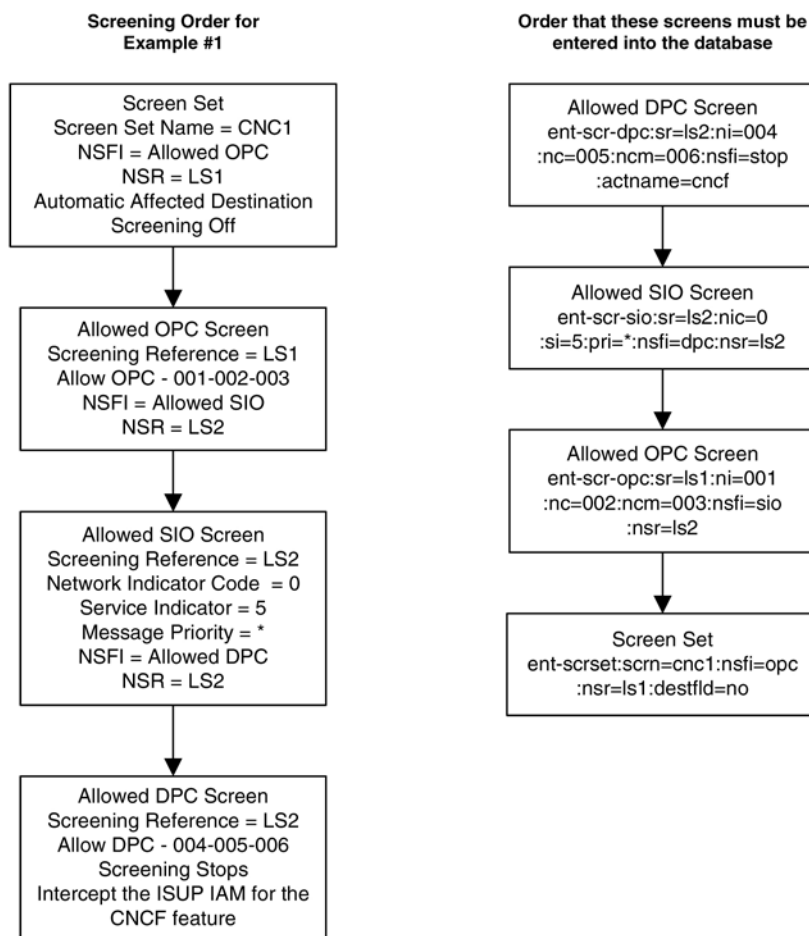 Screening Order for
Example #1
Screen Set
Screen Set Name = CNC1
NSFI = Allowed OPC
NSR = LS1
Automatic Affected Destination
Screening Off
Allowed OPC Screen
Screening Reference = LS1
Allow OPC - 001-002-003
NSFI = Allowed SIO
NSR = LS2
Allowed SIO Screen
Screening Reference = LS2
Network Indicator Code = 0
Service Indicator = 5
Message Priority = *
NSFI = Allowed DPC
NSR = LS2
Allowed DPC Screen
Screening Reference = LS2
Allow DPC - 004-005-006
Screening Stops
Intercept the ISUP IAM for the
CNCF feature
Order that these screens must be
entered into the database
Allowed DPC Screen
ent-scr-dpc:sr=ls2:ni=004
:nc=005:ncm=006:nsfi=stop
:actname=cncf
Allowed SIO Screen
ent-scr-sio:sr=ls2:nic=0
:si=5:pri=*:nsfi=dpc:nsr=ls2
Allowed OPC Screen
ent-scr-opc:sr=ls1:ni=001
:nc=002:ncm=003:nsfi=sio
:nsr=ls2
Screen Set
ent-scrset:scrn=cnc1:nsfi=opc
:nsr=ls1:destfld=no